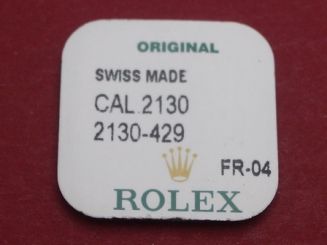 ORIGINAL
SWISS MADE
CAL.2130
2130-429
FR-04
ROLEX